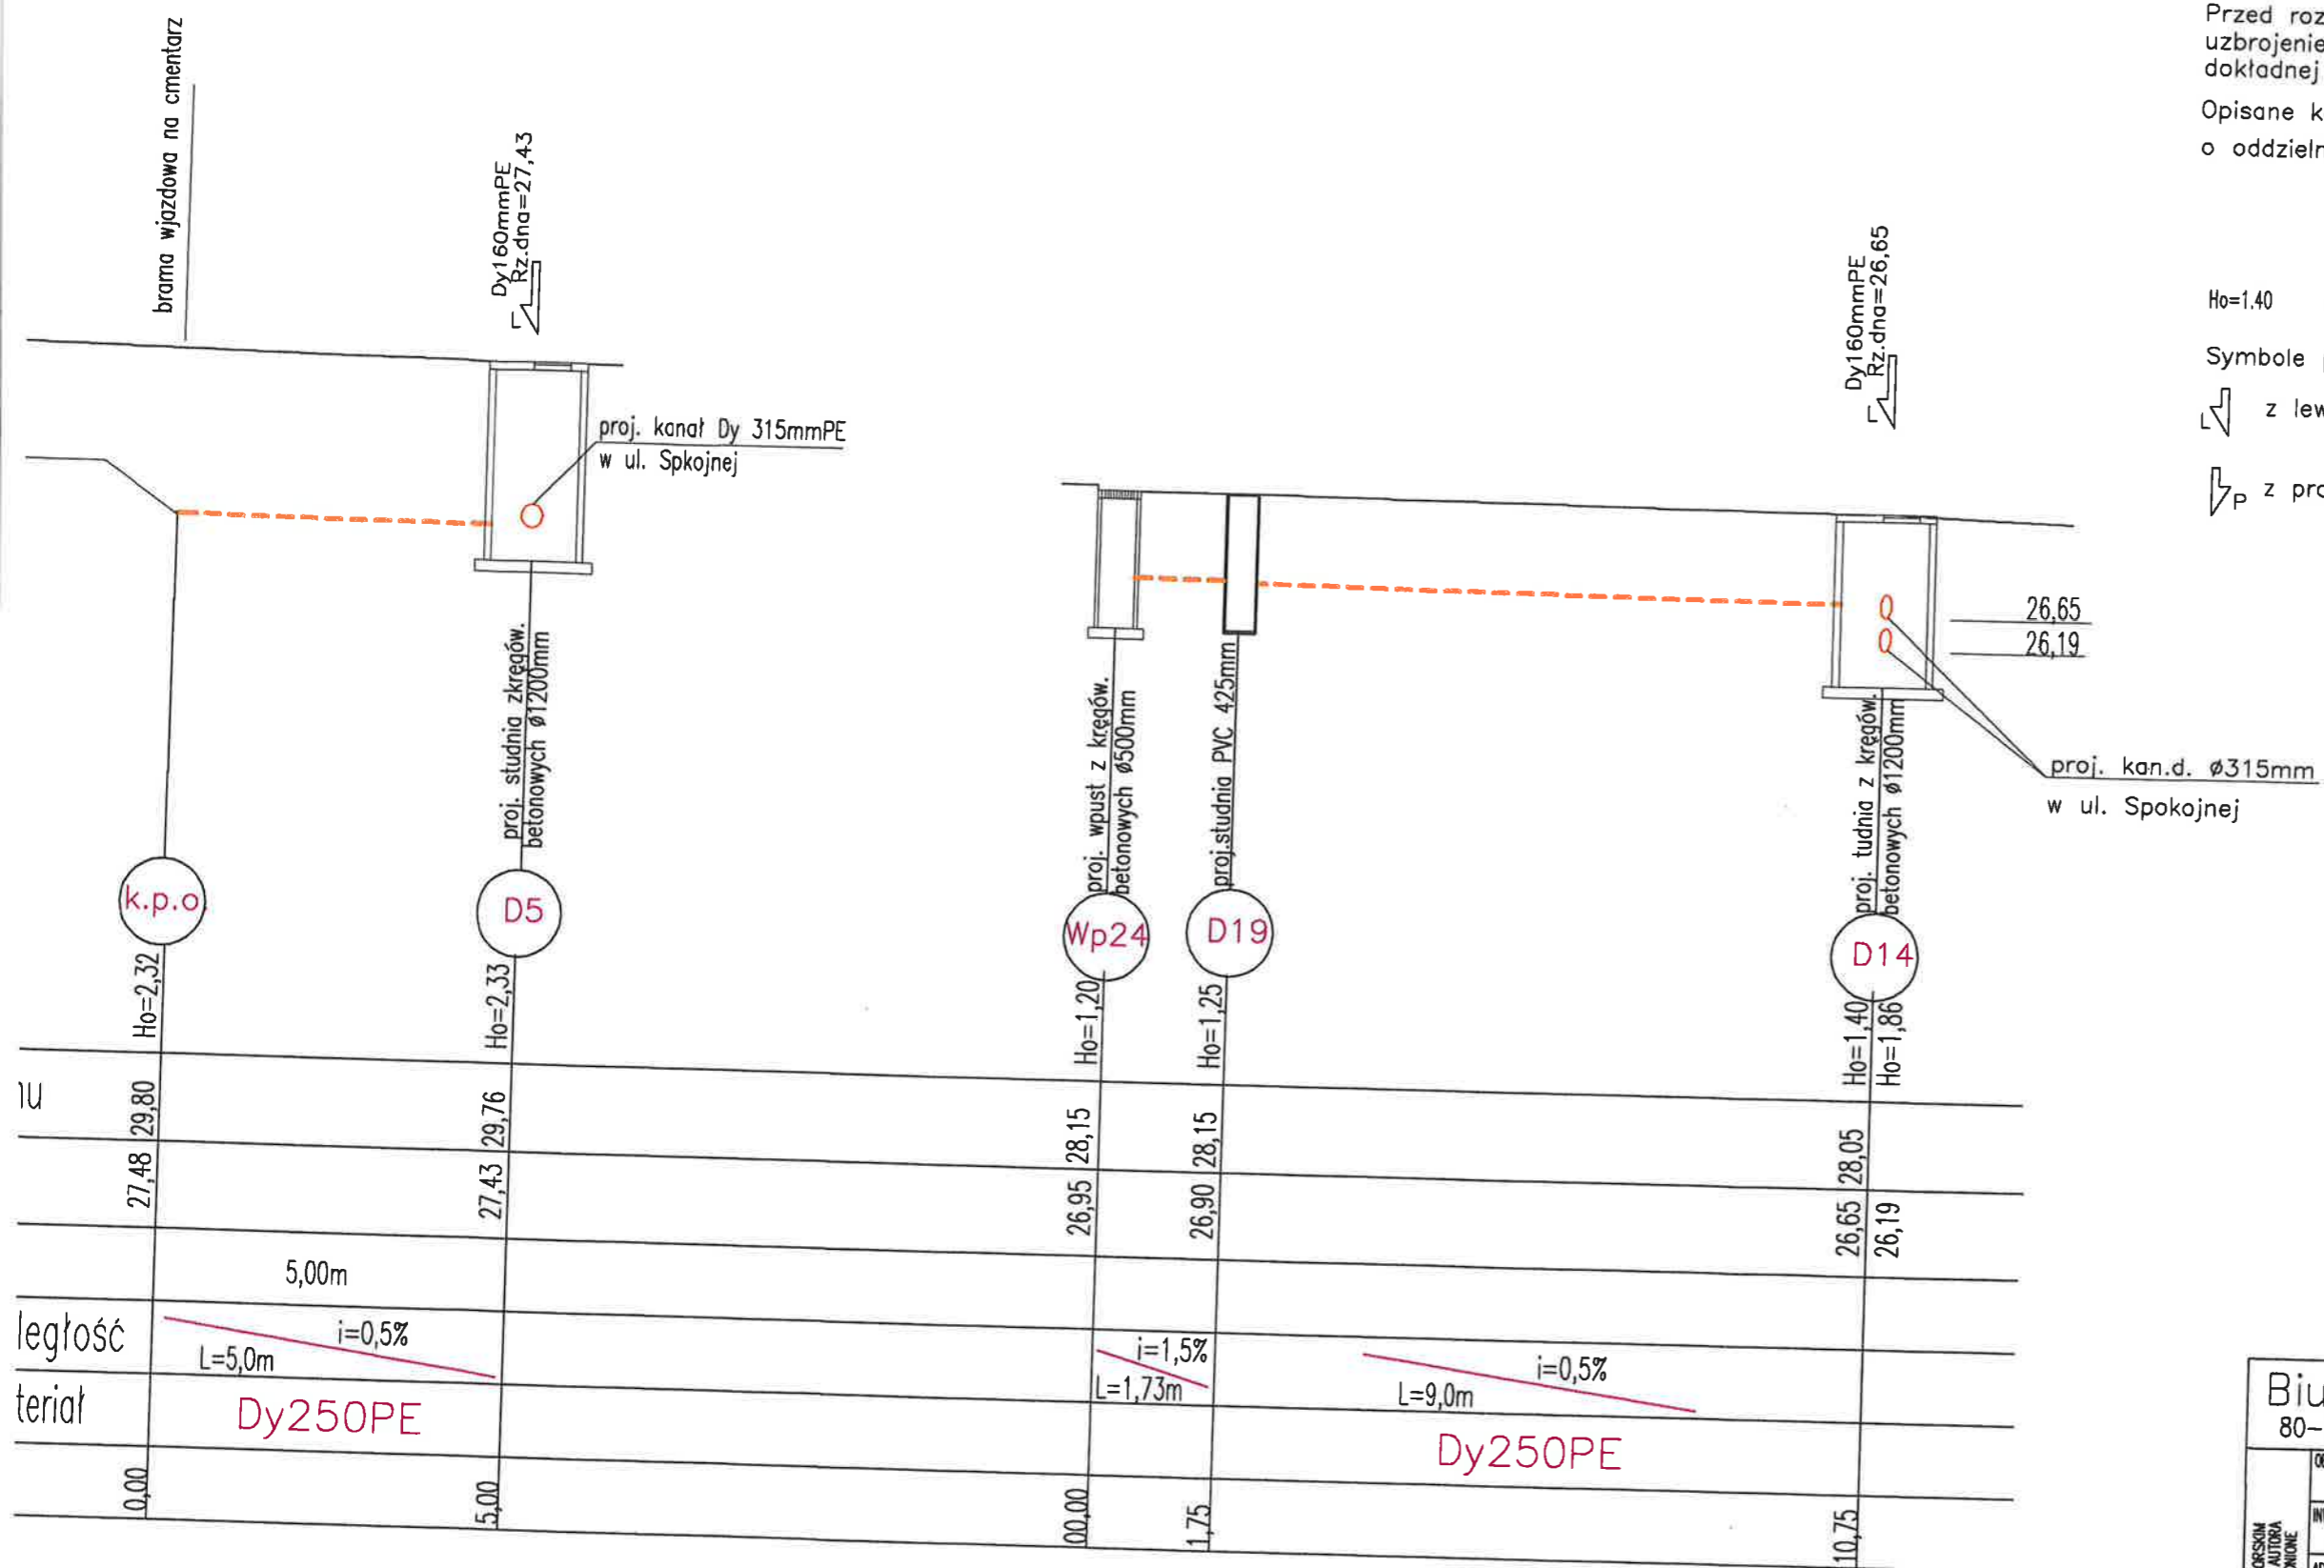 brama wjazdowa na cmentarz
Dy160mmPE
Rz.dna=27,43
L
proj. kanał Dy 315mmPE
w ul. Spkojnej
Dy160mmPE
Rz.dna=26,65
L
Przed roz
uzbrojenie
dokładnej
Opisane k
o oddzieln
Ho=1.40
Symbole
L z lew
P z pra
26,65
26,19
proj. kan.d. ø315mm
w ul. Spokojnej
proj. studnia zkręgów.
betonowych ø1200mm
proj. wpust z kręgów.
betonowych ø500mm
proj.studnia PVC 425mm
proj. tudnia z kręgów.
betonowych ø1200mm
k.p.o.
D5
Wp24
D19
D14
Ho=2,32
Ho=2,33
Ho=1,20
Ho=1,25
Ho=1,40
Ho=1,86
nu
29,80
29,76
28,15
28,15
28,05
27,48
27,43
26,95
26,90
26,65
26,19
5,00m
ległość
i=0,5%
L=5,0m
i=1,5%
L=1,73m
i=0,5%
L=9,0m
teriał
Dy250PE
Dy250PE
0,00
5,00
00,00
1,75
10,75
Biu
80-
ORSKIM
AUTORA
NIONE